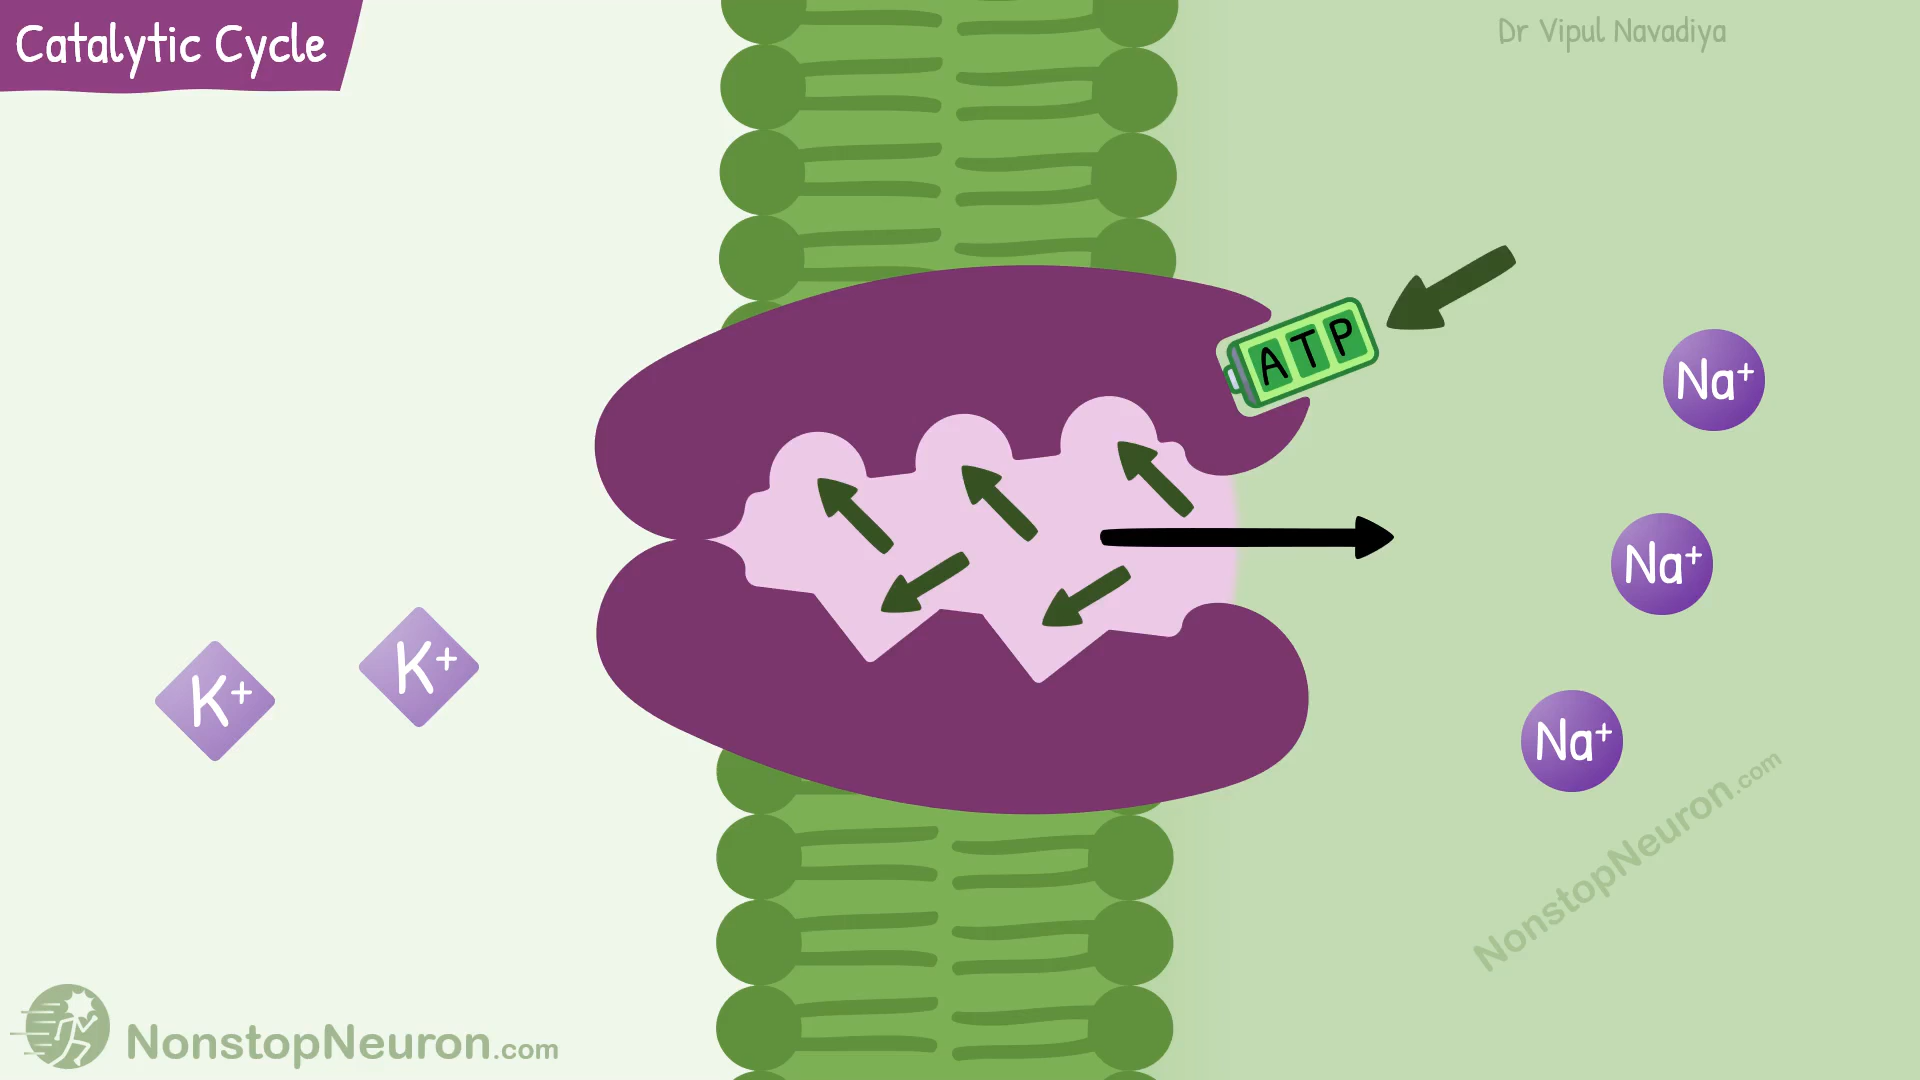 Catalytic Cycle
Dr Vipul Navadiya
ATP
Na⁺
Na⁺
K⁺
K⁺
Na⁺
NonstopNeuron.com
NonstopNeuron.com